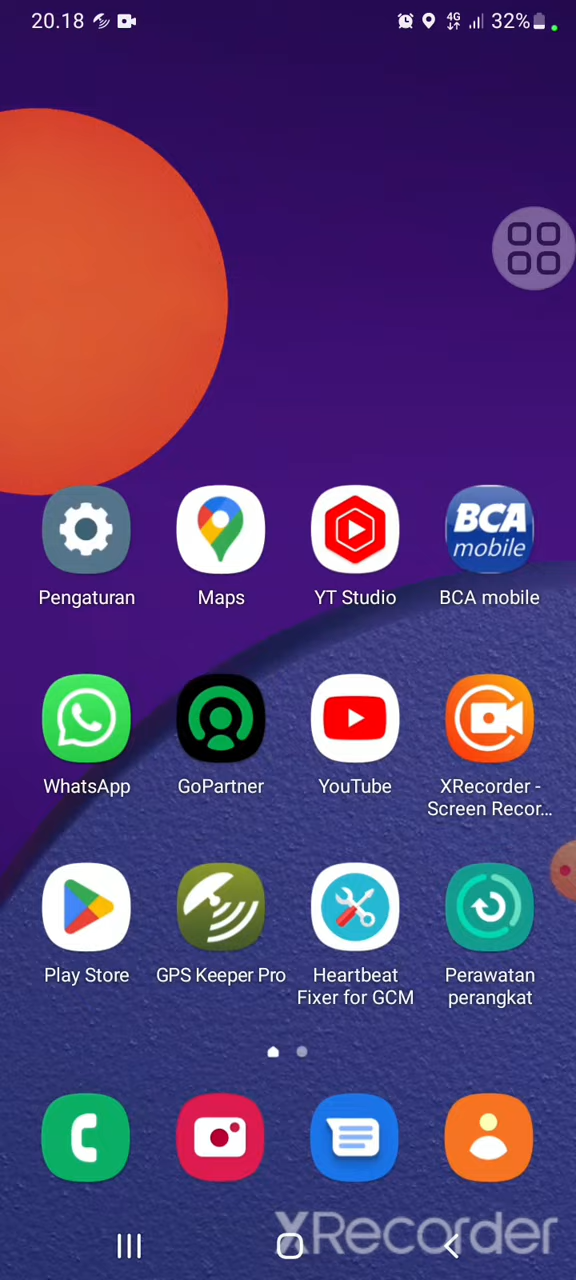 20.18 4G 32%
BCA
mobile
Pengaturan Maps YT Studio BCA mobile
WhatsApp GoPartner YouTube XRecorder -
Screen Recor...
Play Store GPS Keeper Pro Heartbeat Perawatan
Fixer for GCM perangkat
XRecorder